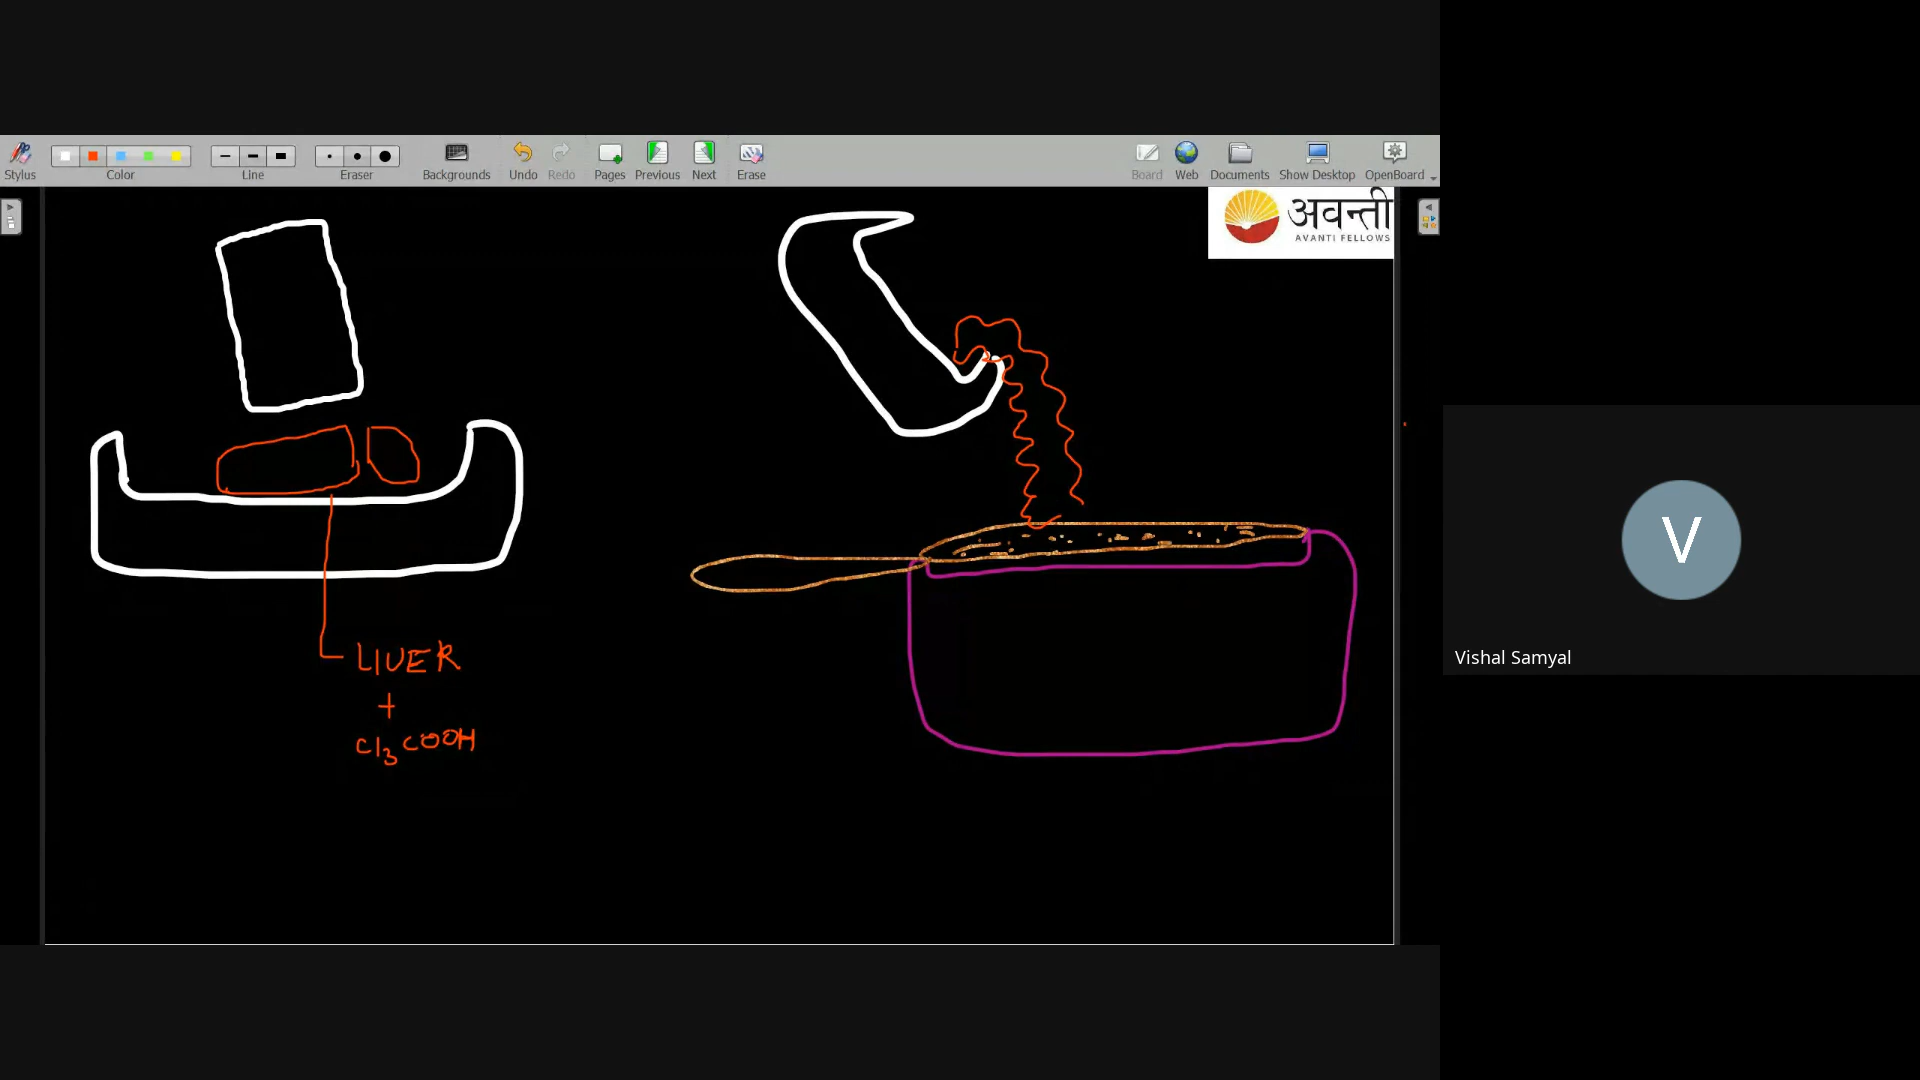 Stylus Color Line Eraser Backgrounds Undo Redo Pages Previous Next Erase Board Web Documents Show Desktop OpenBoard
अवन्ती
AVANTI FELLOWS
LIVER
+
Cl3COOH
V
Vishal Samyal